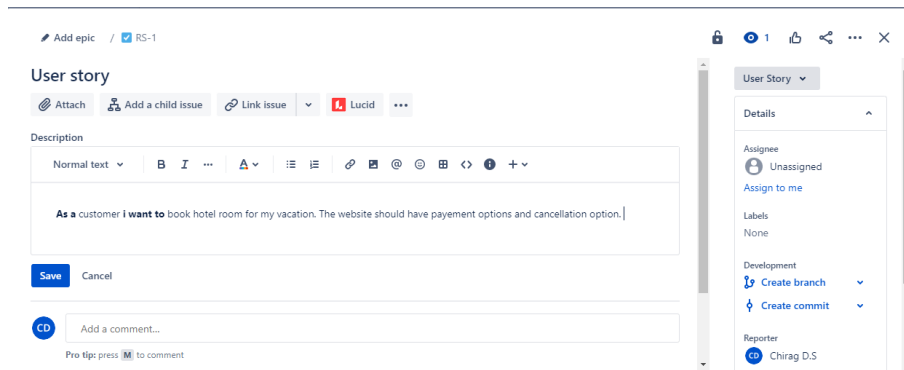 Add epic / RS-1
1
User story
User Story
Attach Add a child issue Link issue Lucid
Details
Description
Normal text B I A
Assignee
Unassigned
Assign to me
As a customer i want to book hotel room for my vacation. The website should have payement options and cancellation option.
Labels
None
Development
Create branch
Create commit
Save Cancel
CD Add a comment...
Pro tip: press M to comment
Reporter
CD Chirag D.S